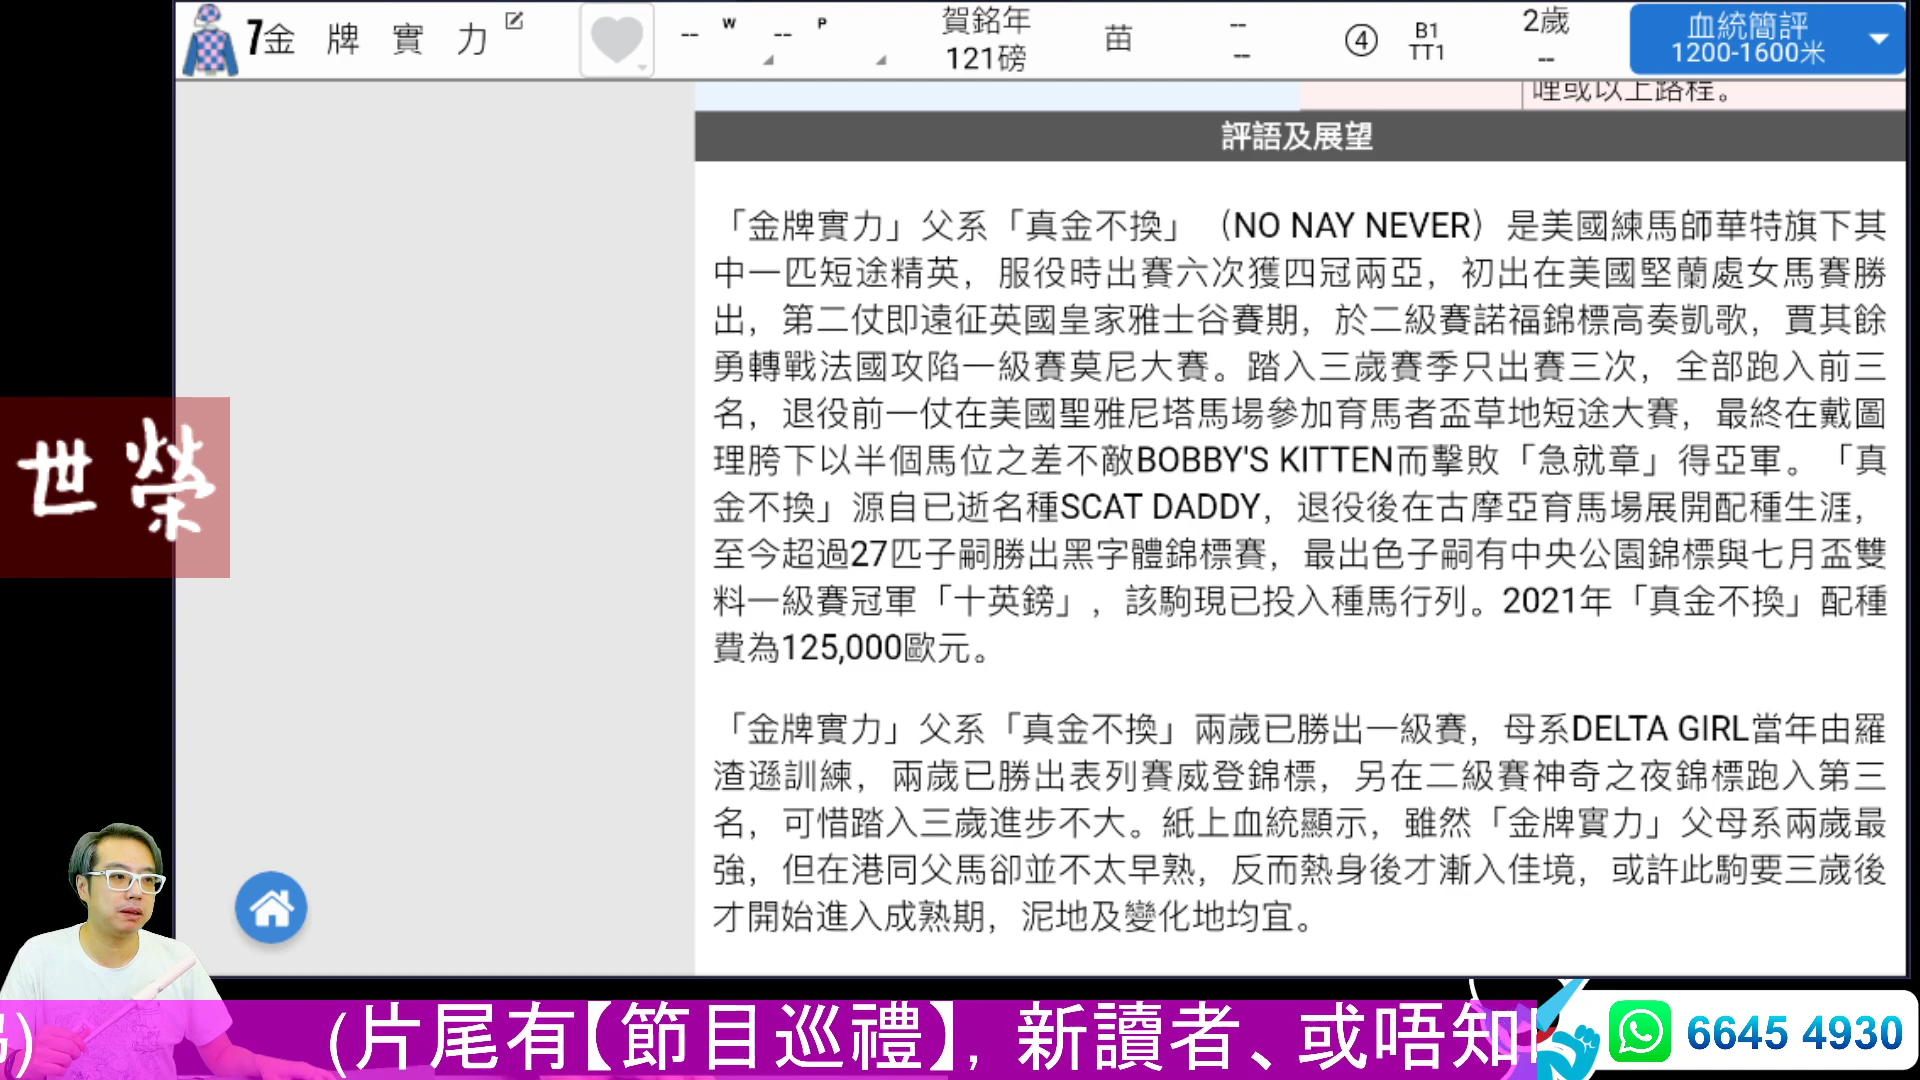 7金牌實力
--
W
--
P
賀銘年
121磅
苗
--
--
④
B1
TT1
2歲
--
血統簡評
1200-1600米
哩或以上路程。
評語及展望
「金牌實力」父系「真金不換」（NO NAY NEVER）是美國練馬師華特旗下其
中一匹短途精英，服役時出賽六次獲四冠兩亞，初出在美國堅蘭處女馬賽勝
出，第二仗即遠征英國皇家雅士谷賽期，於二級賽諾福錦標高奏凱歌，賈其餘
勇轉戰法國攻陷一級賽莫尼大賽。踏入三歲賽季只出賽三次，全部跑入前三
名，退役前一仗在美國聖雅尼塔馬場參加育馬者盃草地短途大賽，最終在戴圖
理胯下以半個馬位之差不敵BOBBY'S KITTEN而擊敗「急就章」得亞軍。「真
金不換」源自已逝名種SCAT DADDY，退役後在古摩亞育馬場展開配種生涯，
至今超過27匹子嗣勝出黑字體錦標賽，最出色子嗣有中央公園錦標與七月盃雙
料一級賽冠軍「十英鎊」，該駒現已投入種馬行列。2021年「真金不換」配種
費為125,000歐元。
「金牌實力」父系「真金不換」兩歲已勝出一級賽，母系DELTA GIRL當年由羅
渣遜訓練，兩歲已勝出表列賽威登錦標，另在二級賽神奇之夜錦標跑入第三
名，可惜踏入三歲進步不大。紙上血統顯示，雖然「金牌實力」父母系兩歲最
強，但在港同父馬卻並不太早熟，反而熱身後才漸入佳境，或許此駒要三歲後
才開始進入成熟期，泥地及變化地均宜。
世榮
(片尾有【節目巡禮】，新讀者、或唔知
6645 4930